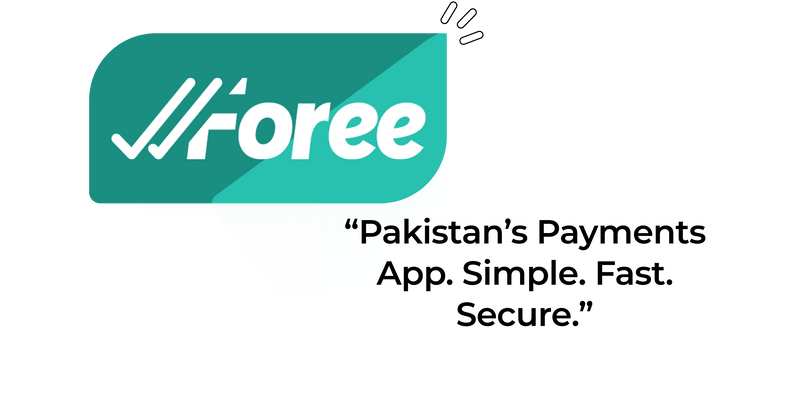 Foree
“Pakistan’s Payments
App. Simple. Fast.
Secure.”